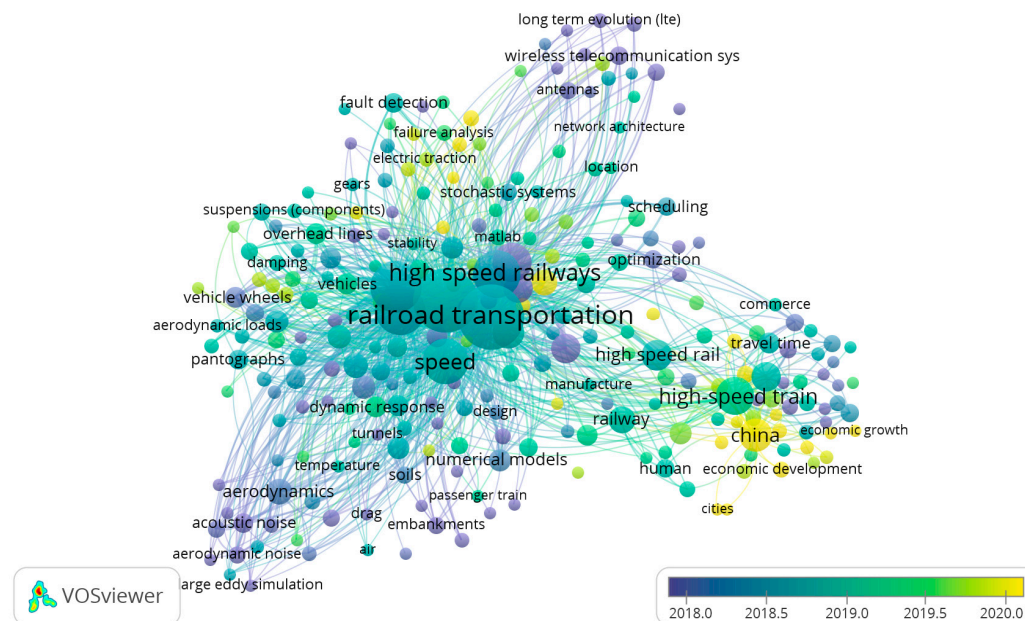 long term evolution (lte)
wireless telecommunication sys
antennas
fault detection
network architecture
failure analysis
electric traction
location
gears
stochastic systems
suspensions (components)
scheduling
overhead lines
stability
matlab
damping
optimization
high speed railways
vehicles
vehicle wheels
commerce
railroad transportation
aerodynamic loads
travel time
pantographs
speed
high speed rail
manufacture
high-speed train
dynamic response
design
railway
tunnels
china
economic growth
numerical models
temperature
soils
human
economic development
aerodynamics
passenger train
cities
drag
acoustic noise
embankments
air
aerodynamic noise
large eddy simulation
VOSviewer
2018.0 2018.5 2019.0 2019.5 2020.0